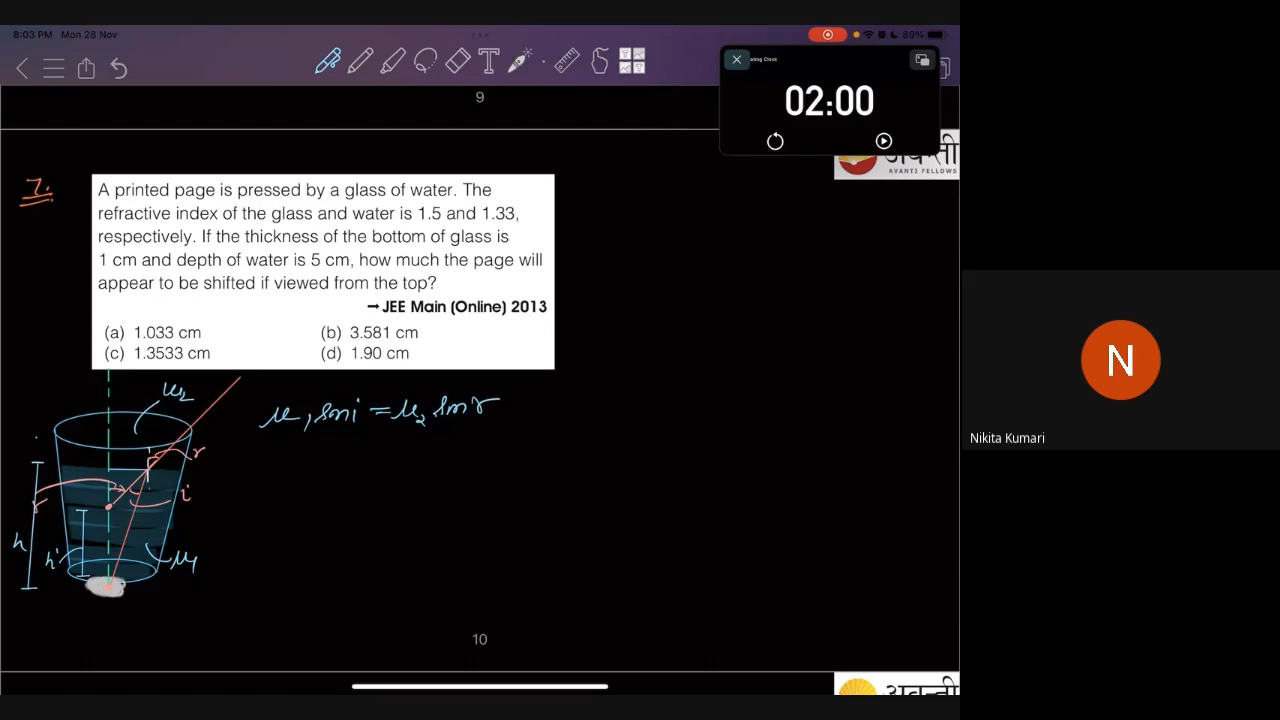 8:03 PM Mon 28 Nov
89%
02:00
9
अवन्ती
AVANTI FELLOWS
7.
A printed page is pressed by a glass of water. The
refractive index of the glass and water is 1.5 and 1.33,
respectively. If the thickness of the bottom of glass is
1 cm and depth of water is 5 cm, how much the page will
appear to be shifted if viewed from the top?
→ JEE Main (Online) 2013
(a) 1.033 cm (b) 3.581 cm
(c) 1.3533 cm (d) 1.90 cm
μ₂
μ₁ sin i = μ₂ sin r
r
i
r
h
h'
μ₁
10
अवन्ती
N
Nikita Kumari